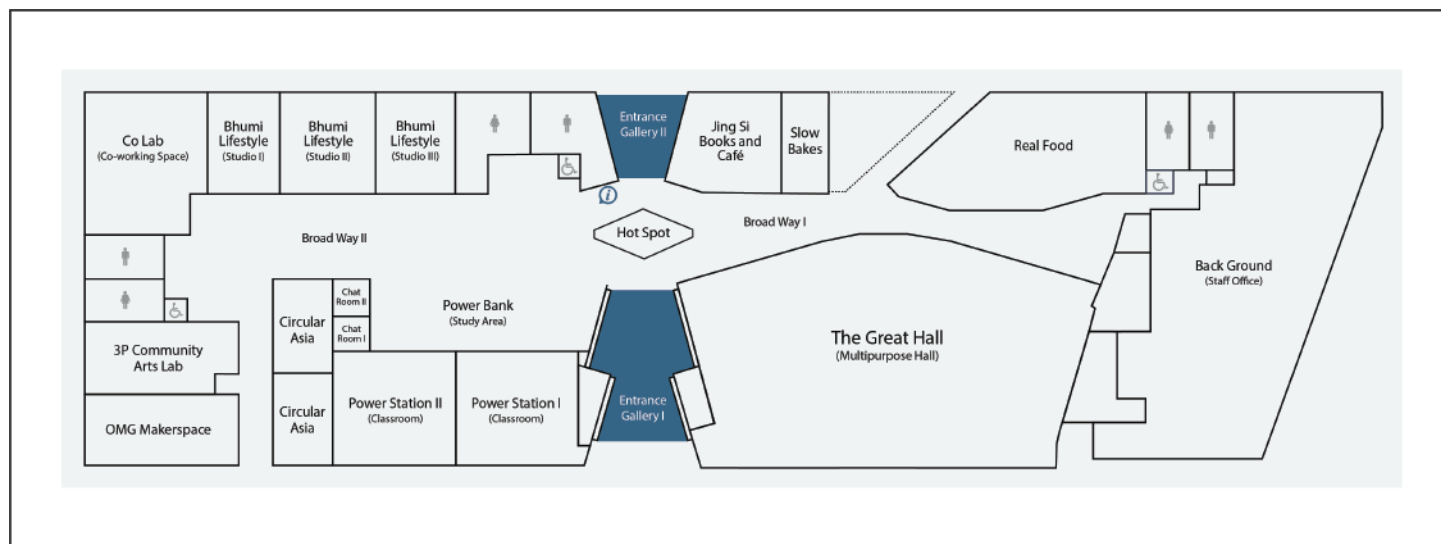 Co Lab
(Co-working Space)
Bhumi
Lifestyle
(Studio I)
Bhumi
Lifestyle
(Studio II)
Bhumi
Lifestyle
(Studio III)
Entrance
Gallery II
Jing Si
Books and
Café
Slow
Bakes
Real Food
i
Broad Way II
Hot Spot
Broad Way I
Back Ground
(Staff Office)
Circular
Asia
Chat
Room II
Chat
Room I
Power Bank
(Study Area)
The Great Hall
(Multipurpose Hall)
3P Community
Arts Lab
OMG Makerspace
Circular
Asia
Power Station II
(Classroom)
Power Station I
(Classroom)
Entrance
Gallery I